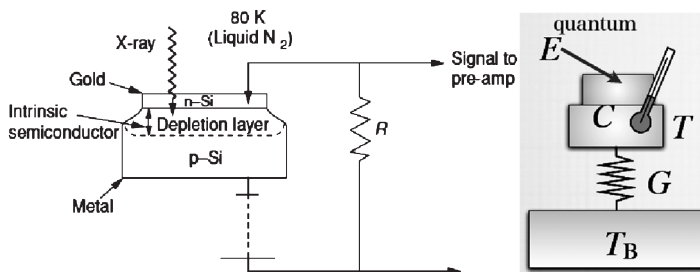 80 K
(Liquid N2)
X-ray
Signal to
pre-amp
Gold
n–Si
Intrinsic
semiconductor
Depletion layer
R
p–Si
Metal
quantum
E
C
T
G
TB